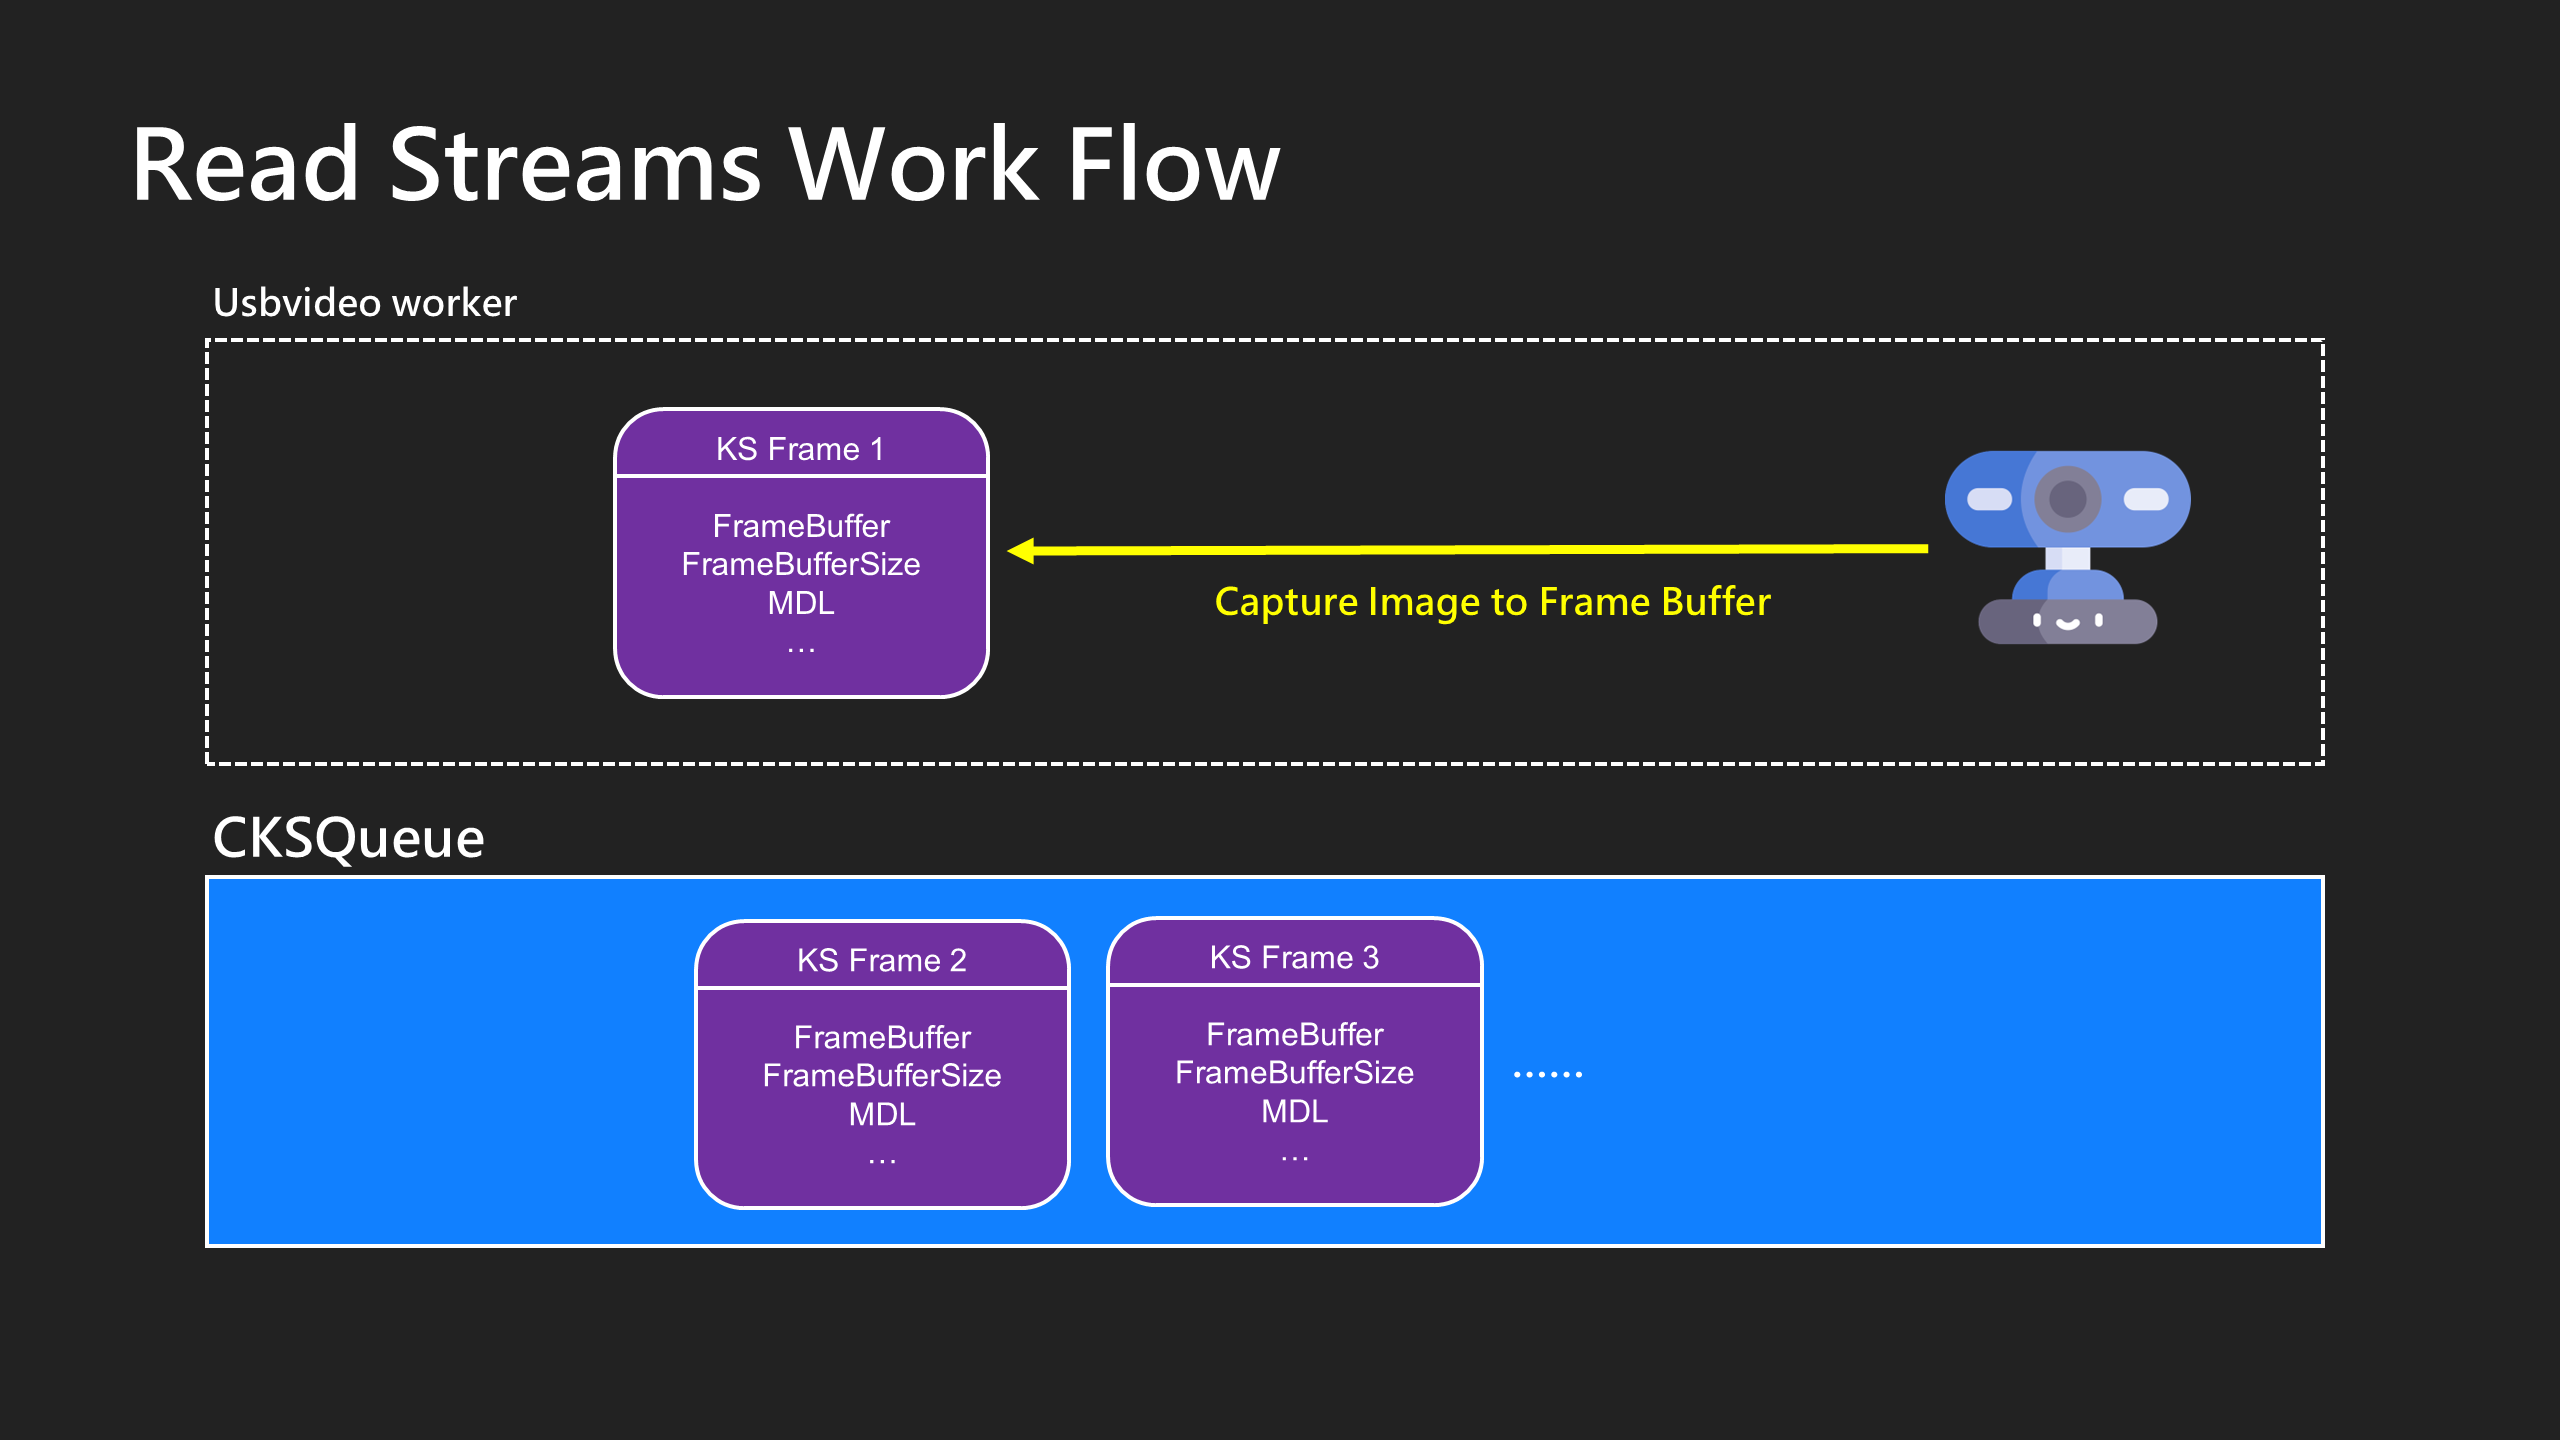 Read Streams Work Flow
Usbvideo worker
KS Frame 1
FrameBuffer
FrameBufferSize
MDL
...
Capture Image to Frame Buffer
CKSQueue
KS Frame 2
FrameBuffer
FrameBufferSize
MDL
...
KS Frame 3
FrameBuffer
FrameBufferSize
MDL
...
......